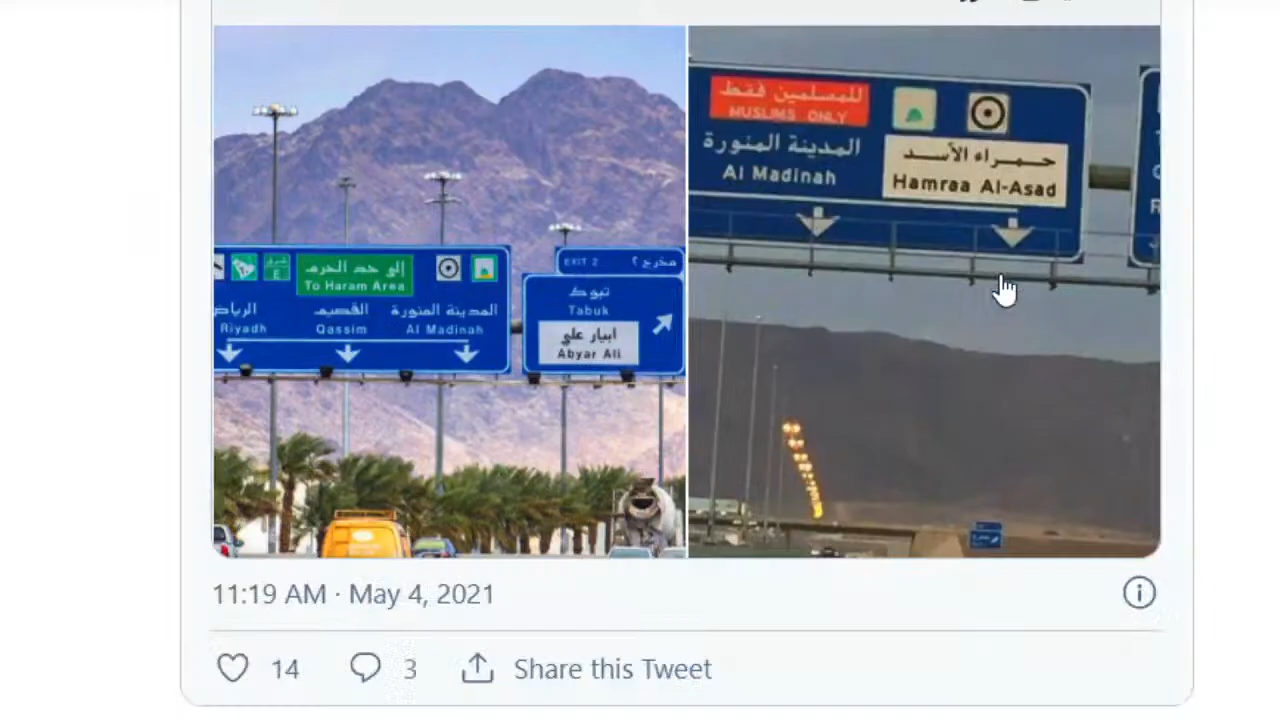 إلى حد الحرم
To Haram Area
E
الرياض
القصيم
المدينة المنورة
Riyadh
Qassim
Al Madinah
EXIT 2
مخرج ٢
تبوك
Tabuk
ابيار علي
Abyar Ali
للمسلمين فقط
MUSLIMS ONLY
المدينة المنورة
Al Madinah
حمراء الأسد
Hamraa Al-Asad
11:19 AM · May 4, 2021
14
3
Share this Tweet